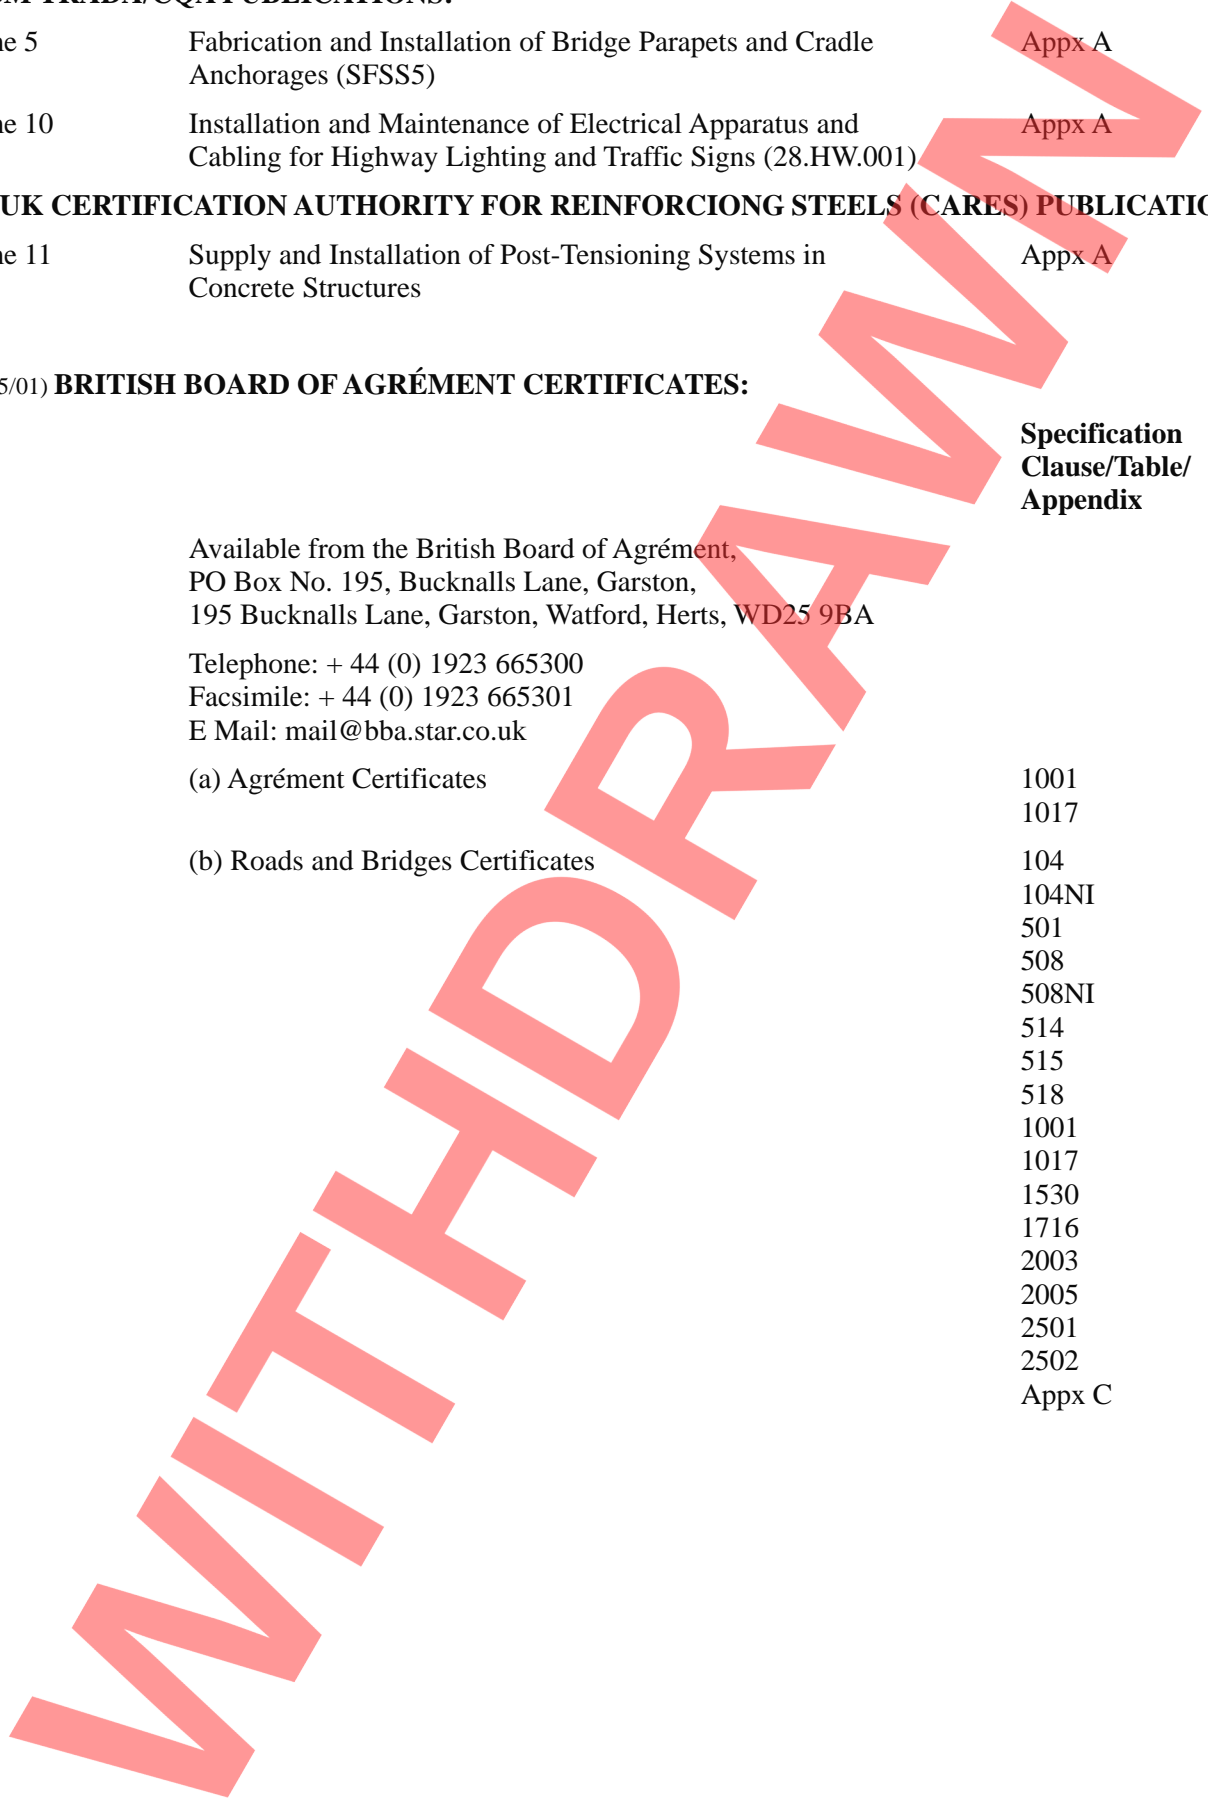 ne 5 Fabrication and Installation of Bridge Parapets and Cradle Appx A
Anchorages (SFSS5)
ne 10 Installation and Maintenance of Electrical Apparatus and Appx A
Cabling for Highway Lighting and Traffic Signs (28.HW.001)
UK CERTIFICATION AUTHORITY FOR REINFORCIONG STEELS (CARES) PUBLICATIO
ne 11 Supply and Installation of Post-Tensioning Systems in Appx A
Concrete Structures
5/01) BRITISH BOARD OF AGRÉMENT CERTIFICATES:
Specification
Clause/Table/
Appendix
Available from the British Board of Agrément,
PO Box No. 195, Bucknalls Lane, Garston,
195 Bucknalls Lane, Garston, Watford, Herts, WD25 9BA
Telephone: + 44 (0) 1923 665300
Facsimile: + 44 (0) 1923 665301
E Mail: mail@bba.star.co.uk
(a) Agrément Certificates 1001
1017
(b) Roads and Bridges Certificates 104
104NI
501
508
508NI
514
515
518
1001
1017
1530
1716
2003
2005
2501
2502
Appx C
WITHDRAWN